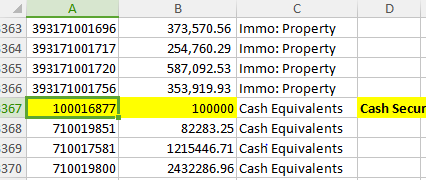 A B C D
363 393171001696 373,570.56 Immo: Property
364 393171001717 254,760.29 Immo: Property
365 393171001720 587,092.53 Immo: Property
366 393171001756 353,919.93 Immo: Property
367 100016877 100000 Cash Equivalents Cash Secur
368 710019851 82283.25 Cash Equivalents
369 710017581 1215446.71 Cash Equivalents
370 710019800 2432286.96 Cash Equivalents